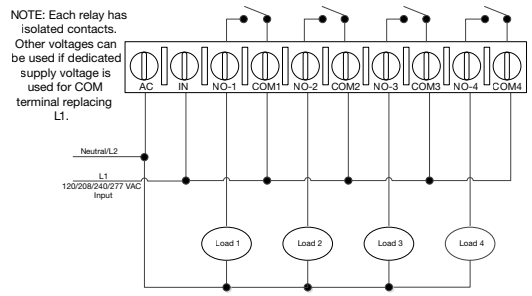 NOTE: Each relay has
isolated contacts.
Other voltages can
be used if dedicated
supply voltage is
used for COM
terminal replacing
L1.
AC IN NO-1 COM1 NO-2 COM2 NO-3 COM3 NO-4 COM4
Neutral/L2
L1
120/208/240/277 VAC
Input
Load 1 Load 2 Load 3 Load 4